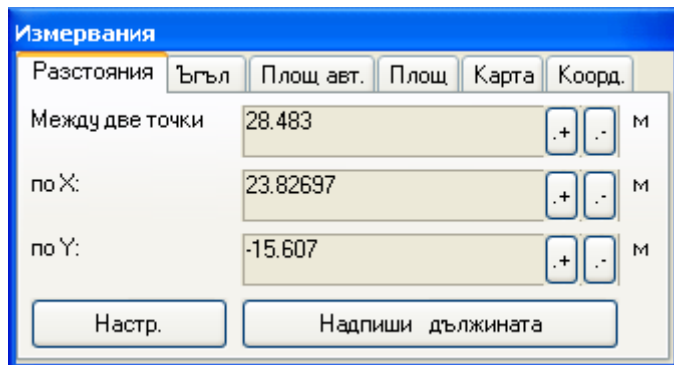 Измервания
Разстояния Ъгъл Площ авт. Площ Карта Коорд.
Между две точки 28.483 .+ .- м
по X: 23.82697 .+ .- м
по Y: -15.607 .+ .- м
Настр. Надпиши дължината